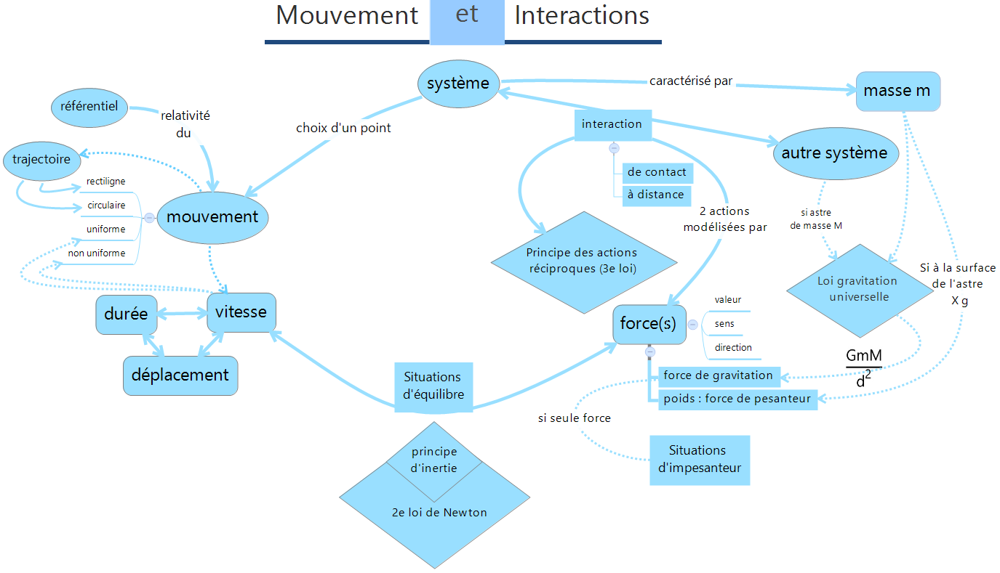 Mouvement et Interactions
système
caractérisé par
masse m
référentiel
relativité
du
choix d'un point
interaction
de contact
à distance
autre système
trajectoire
rectiligne
circulaire
uniforme
non uniforme
mouvement
2 actions
modélisées par
si astre
de masse M
Principe des actions
réciproques (3e loi)
Loi gravitation
universelle
Si à la surface
de l'astre
X g
durée
vitesse
déplacement
force(s)
valeur
sens
direction
GmM
d²
force de gravitation
poids : force de pesanteur
Situations
d'équilibre
si seule force
Situations
d'impesanteur
principe
d'inertie
2e loi de Newton